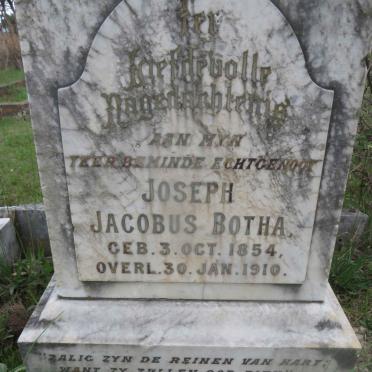 Ter
Liefdevolle
Nagedachtenis
AAN MYN
TEER BEMINDE ECHTGENOOT
JOSEPH
JACOBUS BOTHA.
GEB. 3. OCT. 1854,
OVERL. 30. JAN. 1910.
"ZALIG ZYN DE REINEN VAN HART:
WANT ZY ZULLEN GOD